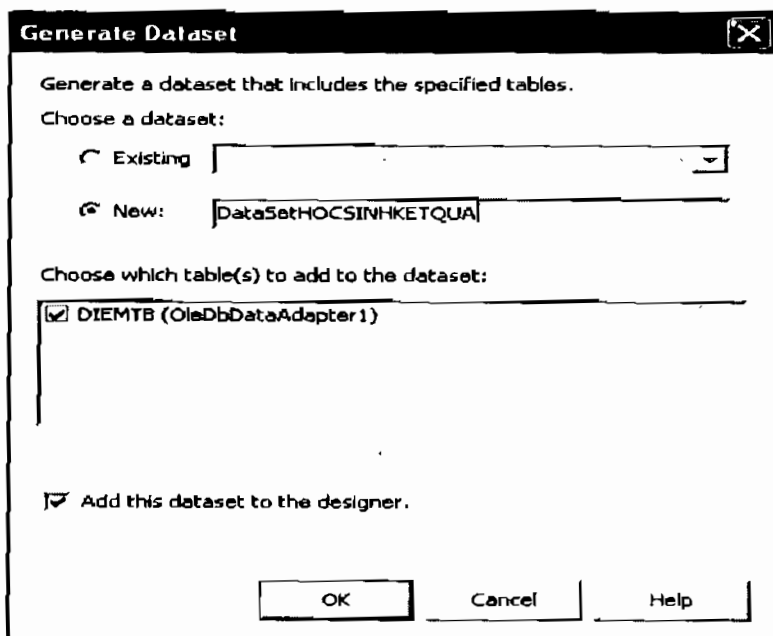 Generate Dataset
Generate a dataset that includes the specified tables.
Choose a dataset:
Existing
New: DataSetHOCSINHKETQUA
Choose which table(s) to add to the dataset:
DIEMTB (OleDbDataAdapter1)
Add this dataset to the designer.
OK Cancel Help